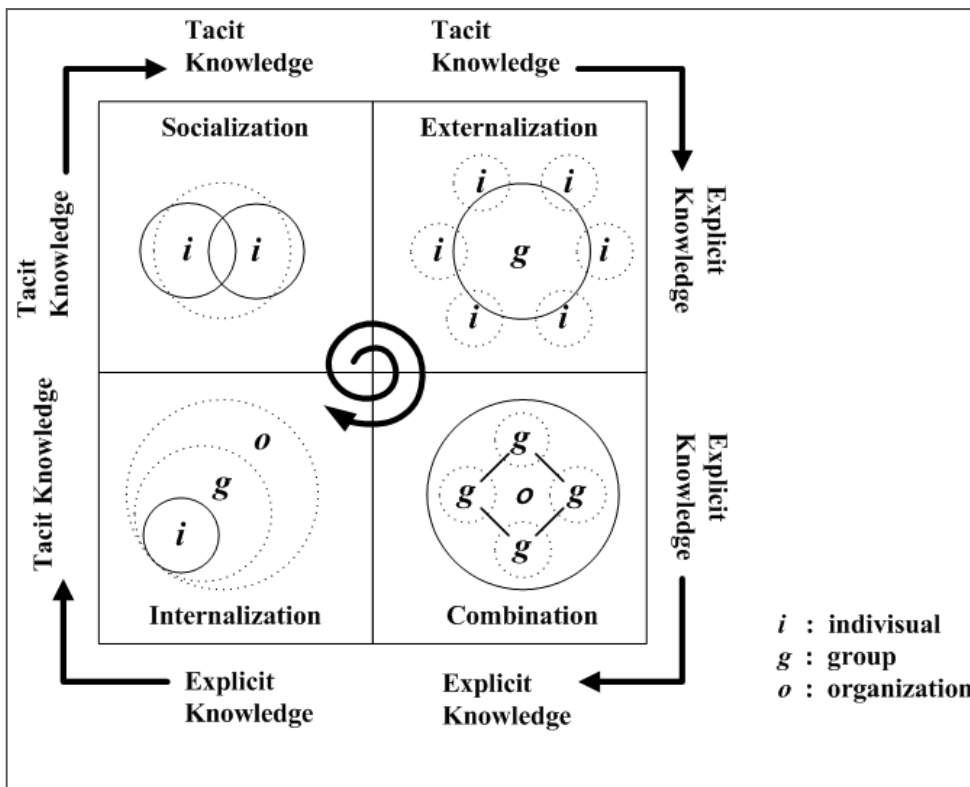 Tacit
Knowledge
Tacit
Knowledge
Socialization
Externalization
i
i
i
i
i
g
i
i
i
Tacit
Knowledge
Explicit
Knowledge
o
g
i
g
g
o
g
g
Tacit Knowledge
Explicit
Knowledge
Internalization
Combination
Explicit
Knowledge
Explicit
Knowledge
i : indivisual
g : group
o : organization